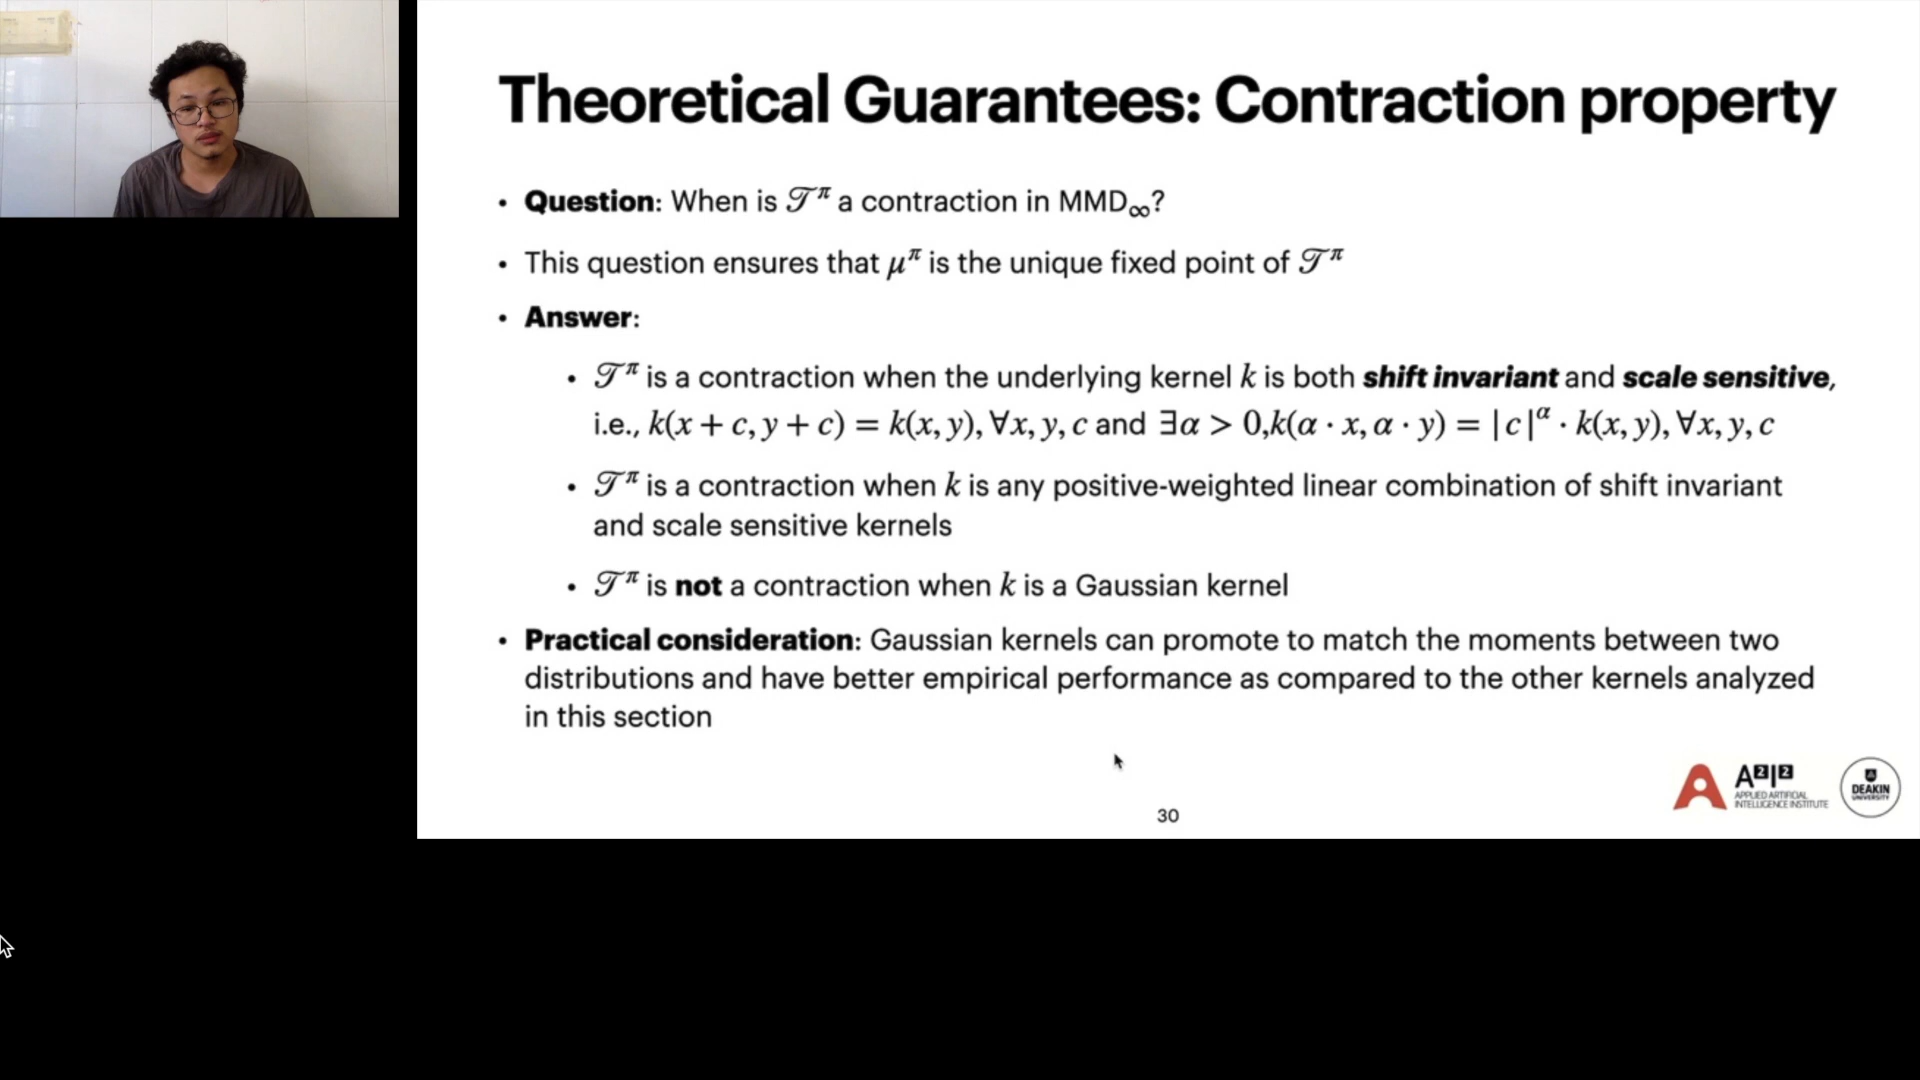 Theoretical Guarantees: Contraction property
• Question: When is 𝒯^π a contraction in MMD_∞?
• This question ensures that μ^π is the unique fixed point of 𝒯^π
• Answer:
• 𝒯^π is a contraction when the underlying kernel k is both shift invariant and scale sensitive,
i.e., k(x + c, y + c) = k(x, y), ∀x, y, c and ∃α > 0,k(α · x, α · y) = |c|^α · k(x, y), ∀x, y, c
• 𝒯^π is a contraction when k is any positive-weighted linear combination of shift invariant
and scale sensitive kernels
• 𝒯^π is not a contraction when k is a Gaussian kernel
• Practical consideration: Gaussian kernels can promote to match the moments between two
distributions and have better empirical performance as compared to the other kernels analyzed
in this section
A2I2
APPLIED ARTIFICIAL
INTELLIGENCE INSTITUTE
DEAKIN
UNIVERSITY
30